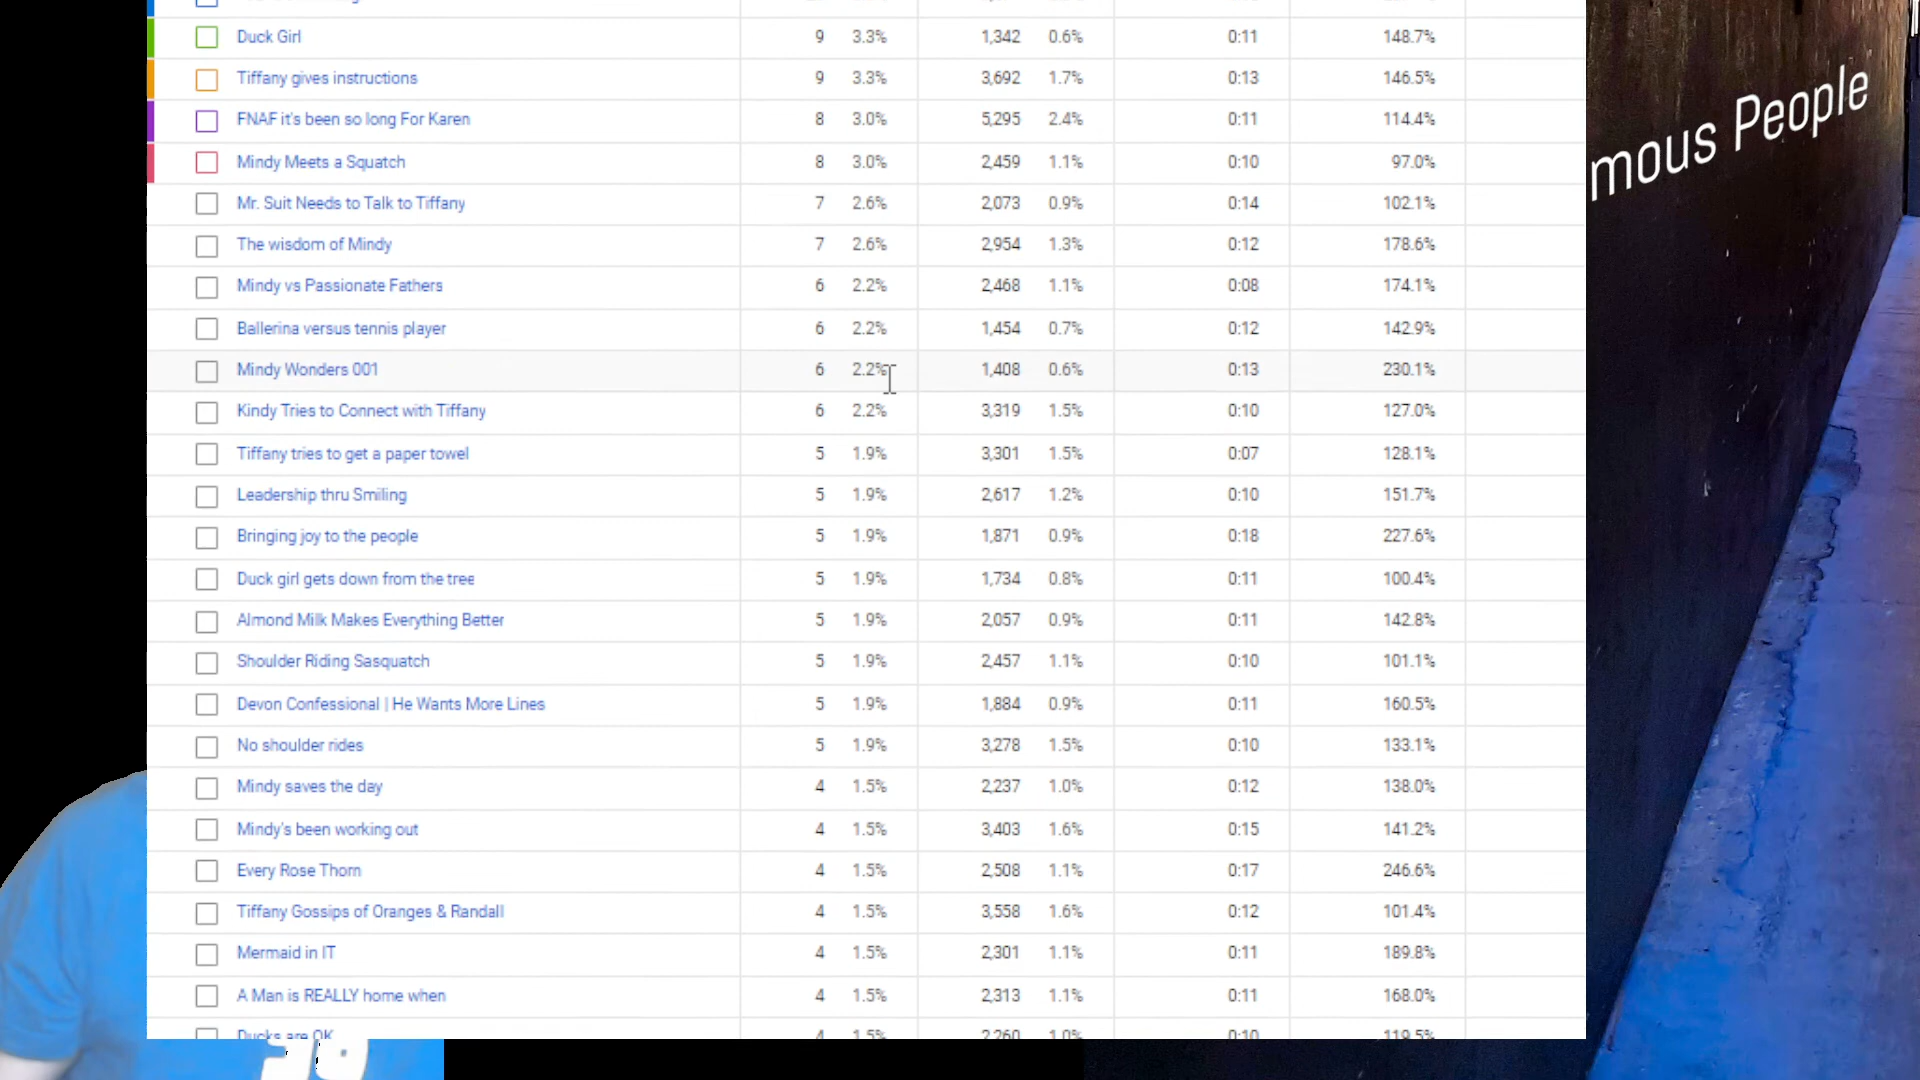 Duck Girl 9 3.3% 1,342 0.6% 0:11 148.7%
Tiffany gives instructions 9 3.3% 3,692 1.7% 0:13 146.5%
FNAF it's been so long For Karen 8 3.0% 5,295 2.4% 0:11 114.4%
Mindy Meets a Squatch 8 3.0% 2,459 1.1% 0:10 97.0%
Mr. Suit Needs to Talk to Tiffany 7 2.6% 2,073 0.9% 0:14 102.1%
The wisdom of Mindy 7 2.6% 2,954 1.3% 0:12 178.6%
Mindy vs Passionate Fathers 6 2.2% 2,468 1.1% 0:08 174.1%
Ballerina versus tennis player 6 2.2% 1,454 0.7% 0:12 142.9%
Mindy Wonders 001 6 2.2% 1,408 0.6% 0:13 230.1%
Kindy Tries to Connect with Tiffany 6 2.2% 3,319 1.5% 0:10 127.0%
Tiffany tries to get a paper towel 5 1.9% 3,301 1.5% 0:07 128.1%
Leadership thru Smiling 5 1.9% 2,617 1.2% 0:10 151.7%
Bringing joy to the people 5 1.9% 1,871 0.9% 0:18 227.6%
Duck girl gets down from the tree 5 1.9% 1,734 0.8% 0:11 100.4%
Almond Milk Makes Everything Better 5 1.9% 2,057 0.9% 0:11 142.8%
Shoulder Riding Sasquatch 5 1.9% 2,457 1.1% 0:10 101.1%
Devon Confessional | He Wants More Lines 5 1.9% 1,884 0.9% 0:11 160.5%
No shoulder rides 5 1.9% 3,278 1.5% 0:10 133.1%
Mindy saves the day 4 1.5% 2,237 1.0% 0:12 138.0%
Mindy's been working out 4 1.5% 3,403 1.6% 0:15 141.2%
Every Rose Thorn 4 1.5% 2,508 1.1% 0:17 246.6%
Tiffany Gossips of Oranges & Randall 4 1.5% 3,558 1.6% 0:12 101.4%
Mermaid in IT 4 1.5% 2,301 1.1% 0:11 189.8%
A Man is REALLY home when 4 1.5% 2,313 1.1% 0:11 168.0%
Ducks are OK 4 1.5% 2,260 1.0% 0:10 119.5%
mous People